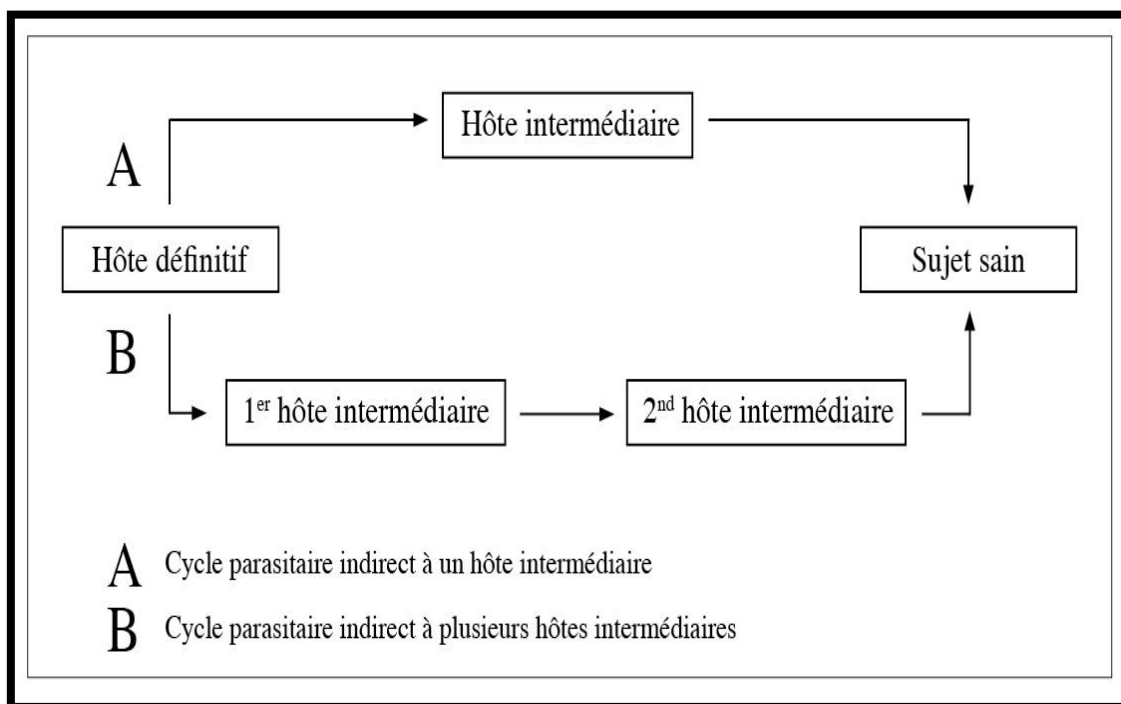 Hôte intermédiaire
A
Hôte définitif
Sujet sain
B
1er hôte intermédiaire
2nd hôte intermédiaire
A Cycle parasitaire indirect à un hôte intermédiaire
B Cycle parasitaire indirect à plusieurs hôtes intermédiaires